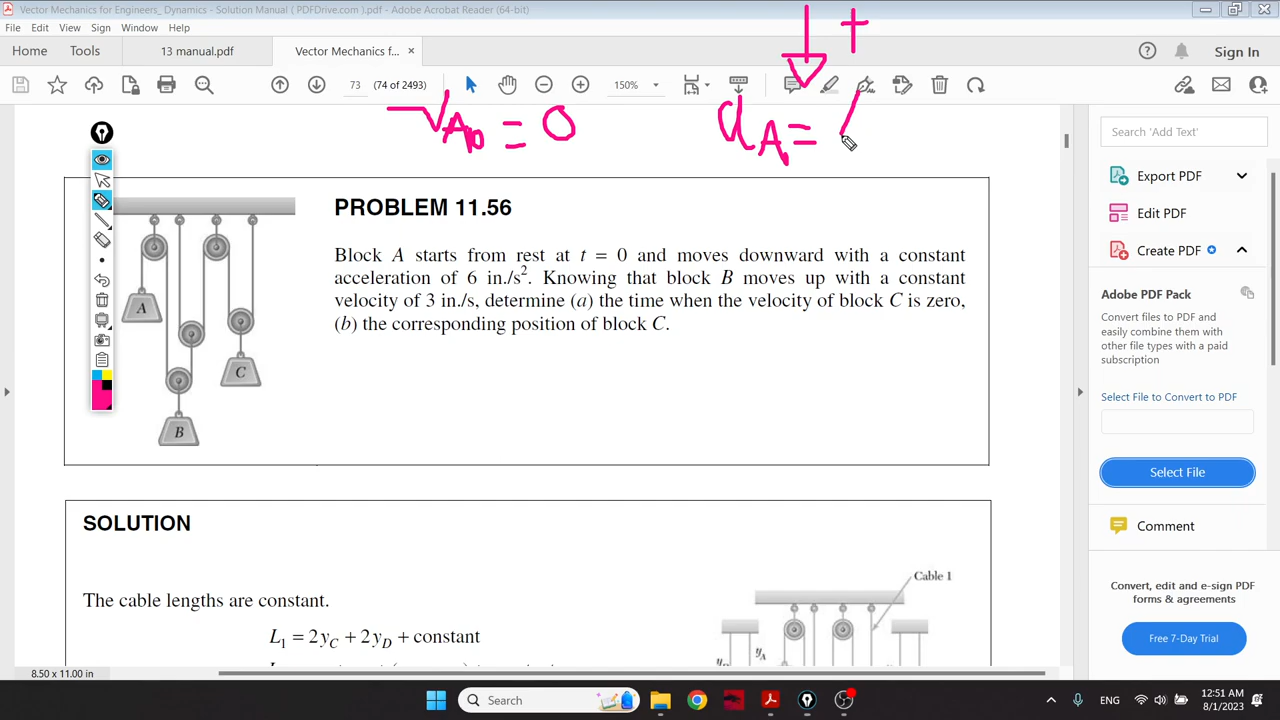 Vector Mechanics for Engineers_ Dynamics - Solution Manual ( PDFDrive.com ).pdf - Adobe Acrobat Reader (64-bit)
File Edit View Sign Window Help
Home Tools 13 manual.pdf Vector Mechanics f... × Sign In
73 (74 of 2493) 150%
+
V A0 = 0
a A =
PROBLEM 11.56
Block A starts from rest at t = 0 and moves downward with a constant
acceleration of 6 in./s². Knowing that block B moves up with a constant
velocity of 3 in./s, determine (a) the time when the velocity of block C is zero,
(b) the corresponding position of block C.
A
C
B
SOLUTION
The cable lengths are constant.
L₁ = 2y_C + 2y_D + constant
Cable 1
y_A
8.50 x 11.00 in
Search 'Add Text'
Export PDF
Edit PDF
Create PDF
Adobe PDF Pack
Convert files to PDF and
easily combine them with
other file types with a paid
subscription
Select File to Convert to PDF
Select File
Comment
Convert, edit and e-sign PDF
forms & agreements
Free 7-Day Trial
Search
ENG
12:51 AM
8/1/2023